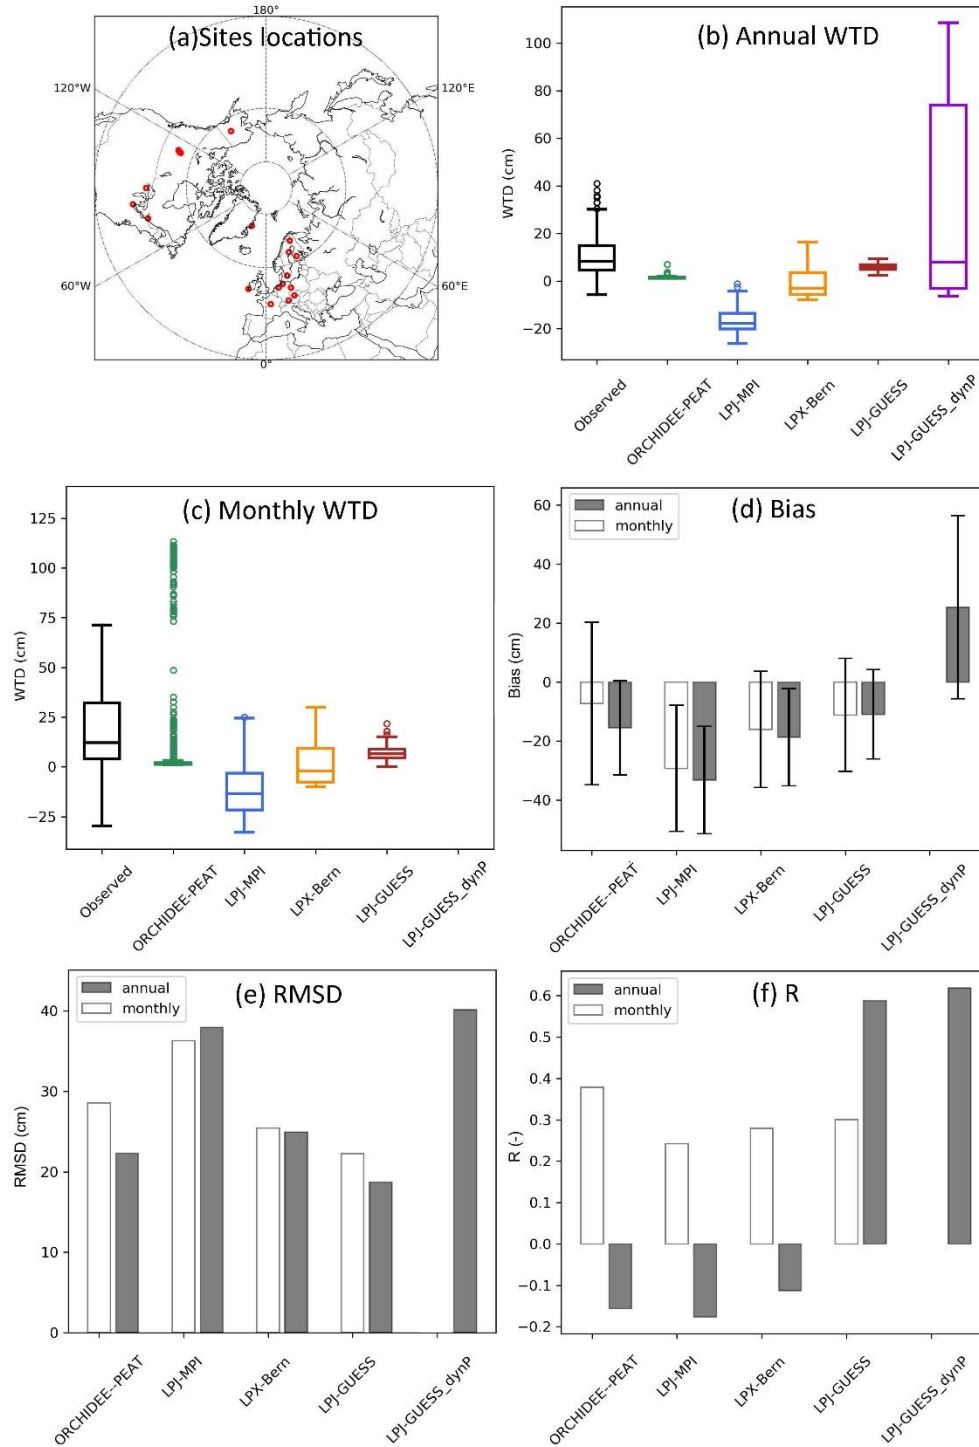 180°
(a)Sites locations
120°W
120°E
60°W
60°E
0°
(b) Annual WTD
WTD (cm)
100
80
60
40
20
0
−20
Observed
ORCHIDEE-PEAT
LPJ-MPI
LPX-Bern
LPJ-GUESS
LPJ-GUESS_dynP
(c) Monthly WTD
WTD (cm)
125
100
75
50
25
0
−25
Observed
ORCHIDEE-PEAT
LPJ-MPI
LPX-Bern
LPJ-GUESS
LPJ-GUESS_dynP
(d) Bias
annual
monthly
Bias (cm)
60
40
20
0
−20
−40
ORCHIDEE--PEAT
LPJ-MPI
LPX-Bern
LPJ-GUESS
LPJ-GUESS_dynP
(e) RMSD
annual
monthly
RMSD (cm)
40
30
20
10
0
ORCHIDEE--PEAT
LPJ-MPI
LPX-Bern
LPJ-GUESS
LPJ-GUESS_dynP
(f) R
annual
monthly
R (-)
0.6
0.5
0.4
0.3
0.2
0.1
0.0
−0.1
−0.2
ORCHIDEE--PEAT
LPJ-MPI
LPX-Bern
LPJ-GUESS
LPJ-GUESS_dynP